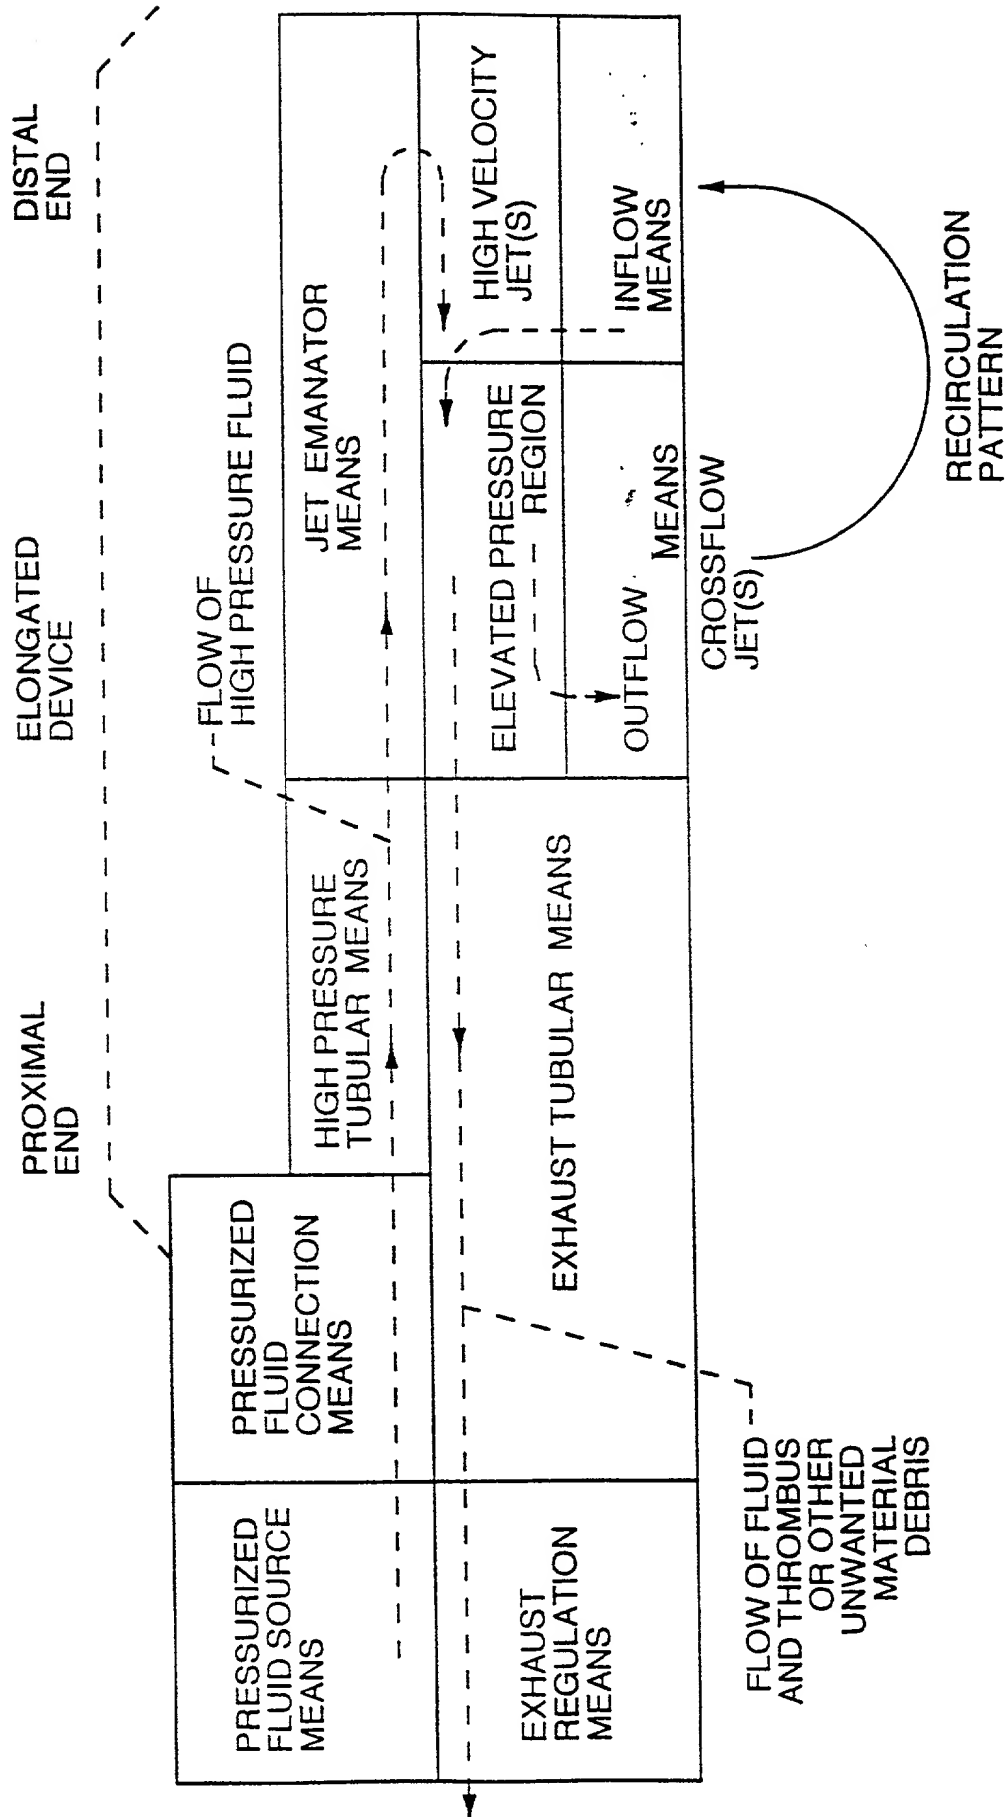 PROXIMAL
END
ELONGATED
DEVICE
DISTAL
END
FLOW OF
HIGH PRESSURE FLUID
PRESSURIZED
FLUID SOURCE
MEANS
PRESSURIZED
FLUID
CONNECTION
MEANS
HIGH PRESSURE
TUBULAR MEANS
JET EMANATOR
MEANS
HIGH VELOCITY
JET(S)
ELEVATED PRESSURE
REGION
INFLOW
MEANS
OUTFLOW
MEANS
EXHAUST
REGULATION
MEANS
EXHAUST TUBULAR MEANS
CROSSFLOW
JET(S)
RECIRCULATION
PATTERN
FLOW OF FLUID
AND THROMBUS
OR OTHER
UNWANTED
MATERIAL
DEBRIS